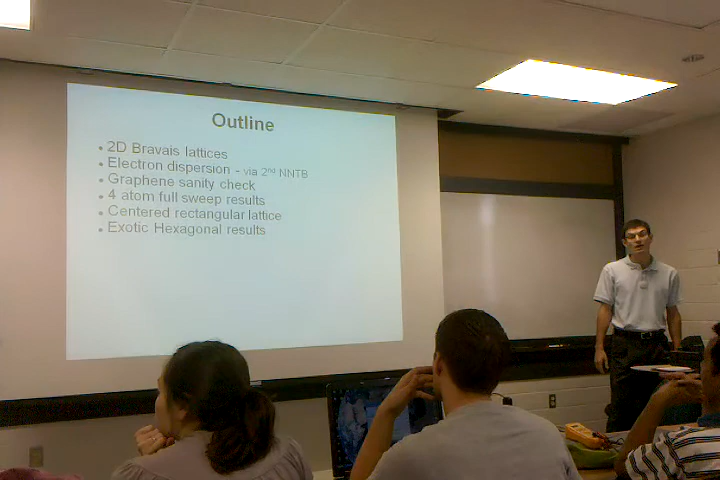 Outline
• 2D Bravais lattices
• Electron dispersion - via 2nd NNTB
• Graphene sanity check
• 4 atom full sweep results
• Centered rectangular lattice
• Exotic Hexagonal results